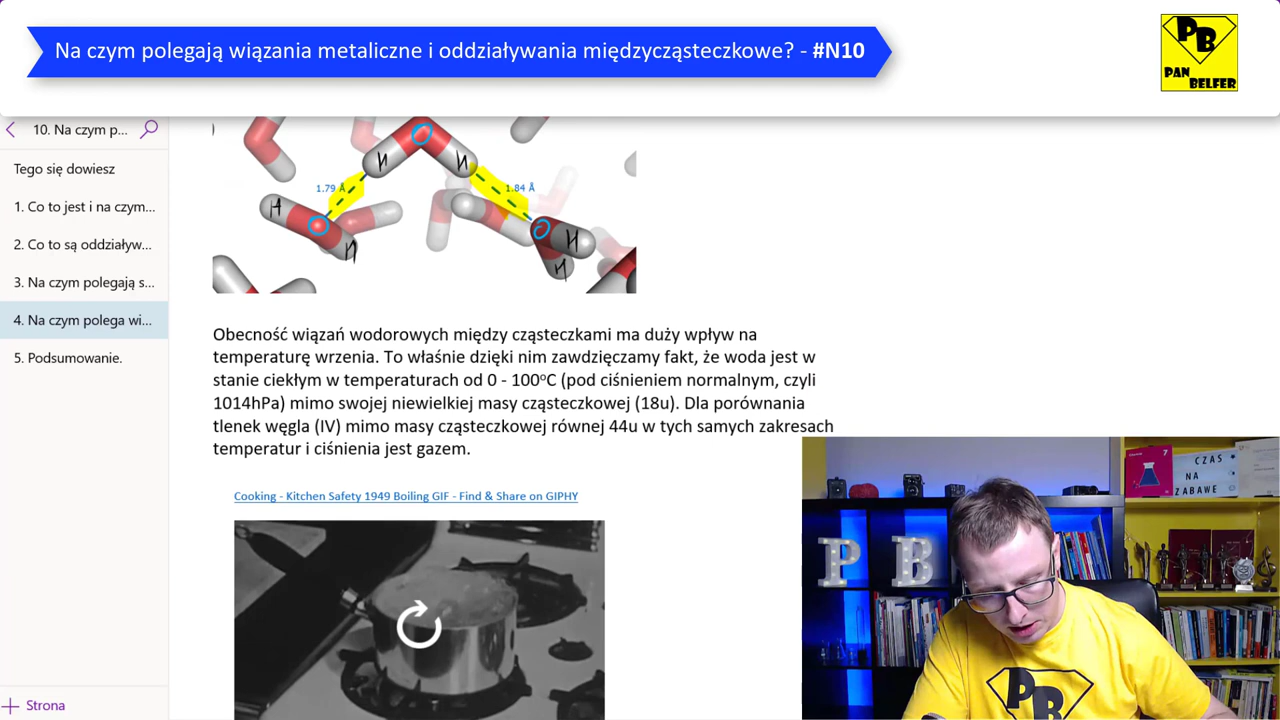 Na czym polegają wiązania metaliczne i oddziaływania międzycząsteczkowe? - #N10
PB
PAN
BELFER
10. Na czym p...
Tego się dowiesz
1. Co to jest i na czym...
2. Co to są oddziaływ...
3. Na czym polegają s...
4. Na czym polega wi...
5. Podsumowanie.
Strona
O
H
H
1.79 Å
1.84 Å
H
H
H
H
Obecność wiązań wodorowych między cząsteczkami ma duży wpływ na
temperaturę wrzenia. To właśnie dzięki nim zawdzięczamy fakt, że woda jest w
stanie ciekłym w temperaturach od 0 - 100ºC (pod ciśnieniem normalnym, czyli
1014hPa) mimo swojej niewielkiej masy cząsteczkowej (18u). Dla porównania
tlenek węgla (IV) mimo masy cząsteczkowej równej 44u w tych samych zakresach
temperatur i ciśnienia jest gazem.
Cooking - Kitchen Safety 1949 Boiling GIF - Find & Share on GIPHY
7
CZAS
NA
ZABAWE
P B
PB